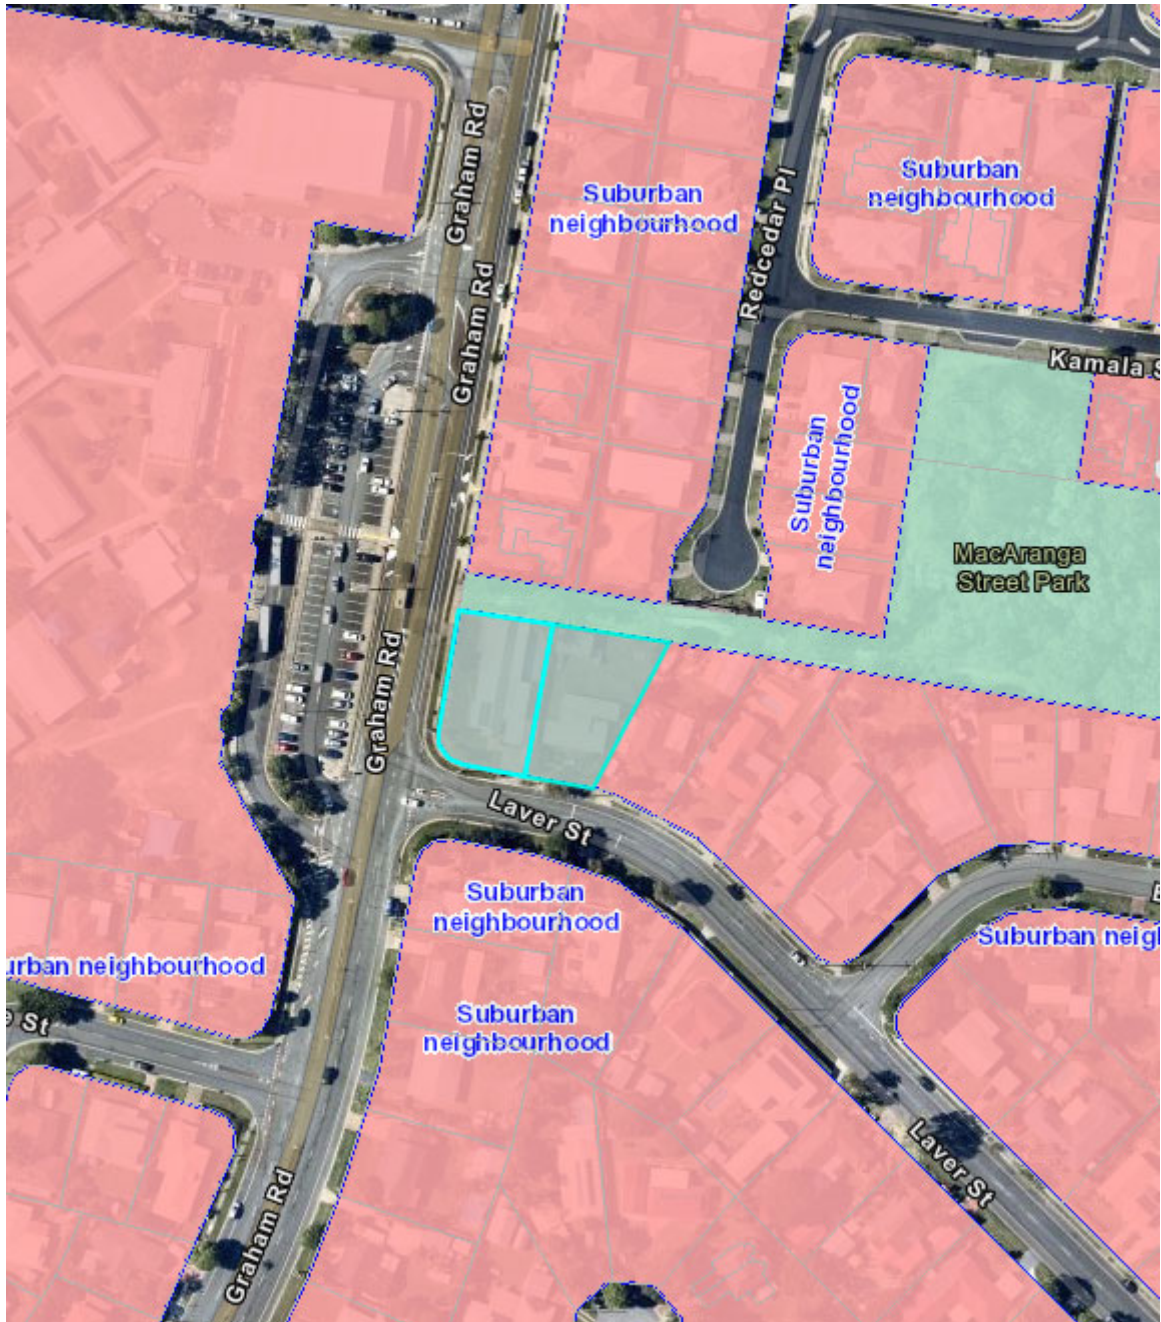 Graham Rd
Suburban
neighbourhood
Suburban
neighbourhood
Redcedar Pl
Graham Rd
Kamala S
Suburban
neighbourhood
MacAranga
Street Park
Graham Rd
Laver St
Suburban
neighbourhood
E
urban neighbourhood
Suburban neigl
Suburban
neighbourhood
e St
Laver St
Graham Rd